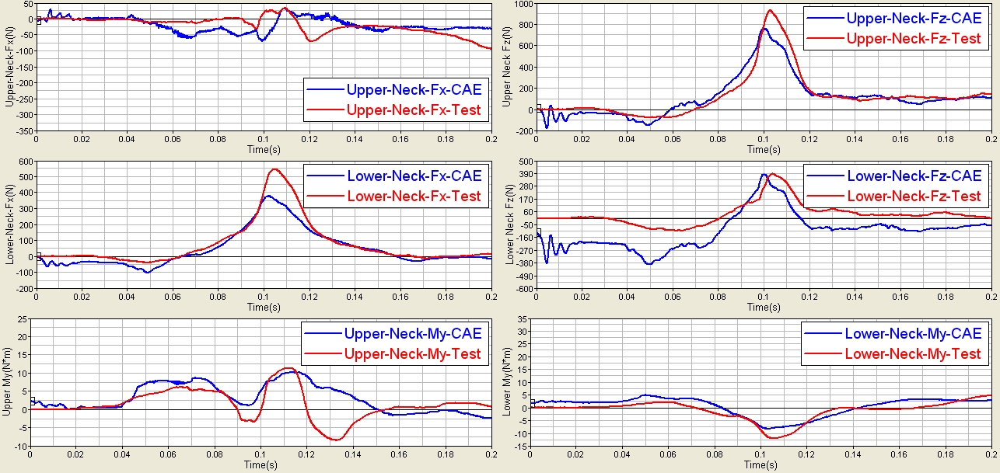 Upper-Neck-Fx(N)
50
0
-50
-100
-150
-200
-250
-300
-350
Upper-Neck-Fx-CAE
Upper-Neck-Fx-Test
0 0.02 0.04 0.06 0.08 0.1 0.12 0.14 0.16 0.18 0.2
Time(s)
Upper Neck Fz(N)
1000
800
600
400
200
0
-200
Upper-Neck-Fz-CAE
Upper-Neck-Fz-Test
0 0.02 0.04 0.06 0.08 0.1 0.12 0.14 0.16 0.18 0.2
Time(s)
Lower-Neck-Fx(N)
600
500
400
300
200
100
0
-100
-200
Lower-Neck-Fx-CAE
Lower-Neck-Fx-Test
0 0.02 0.04 0.06 0.08 0.1 0.12 0.14 0.16 0.18 0.2
Time(s)
Lower Neck Fz(N)
500
390
280
170
60
-50
-160
-270
-380
-490
-600
Lower-Neck-Fz-CAE
Lower-Neck-Fz-Test
0 0.02 0.04 0.06 0.08 0.1 0.12 0.14 0.16 0.18 0.2
Time(s)
Upper My(N*m)
25
20
15
10
5
0
-5
-10
Upper-Neck-My-CAE
Upper-Neck-My-Test
0 0.02 0.04 0.06 0.08 0.1 0.12 0.14 0.16 0.18 0.2
Time(s)
Lower My(N*m)
35
30
25
20
15
10
5
0
-5
-10
-15
Lower-Neck-My-CAE
Lower-Neck-My-Test
0 0.02 0.04 0.06 0.08 0.1 0.12 0.14 0.16 0.18 0.2
Time(s)